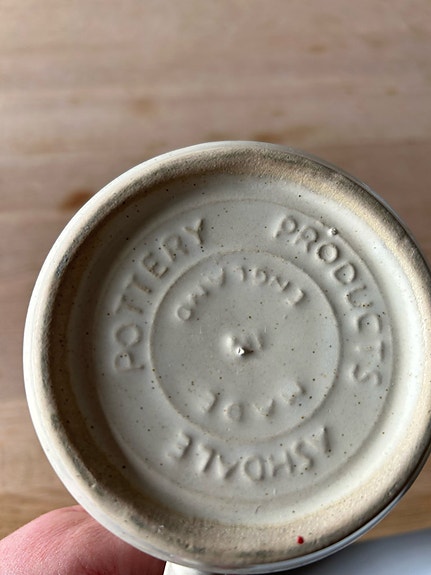 ASHDALE
POTTERY
PRODUCTS
MADE
ENGLAND